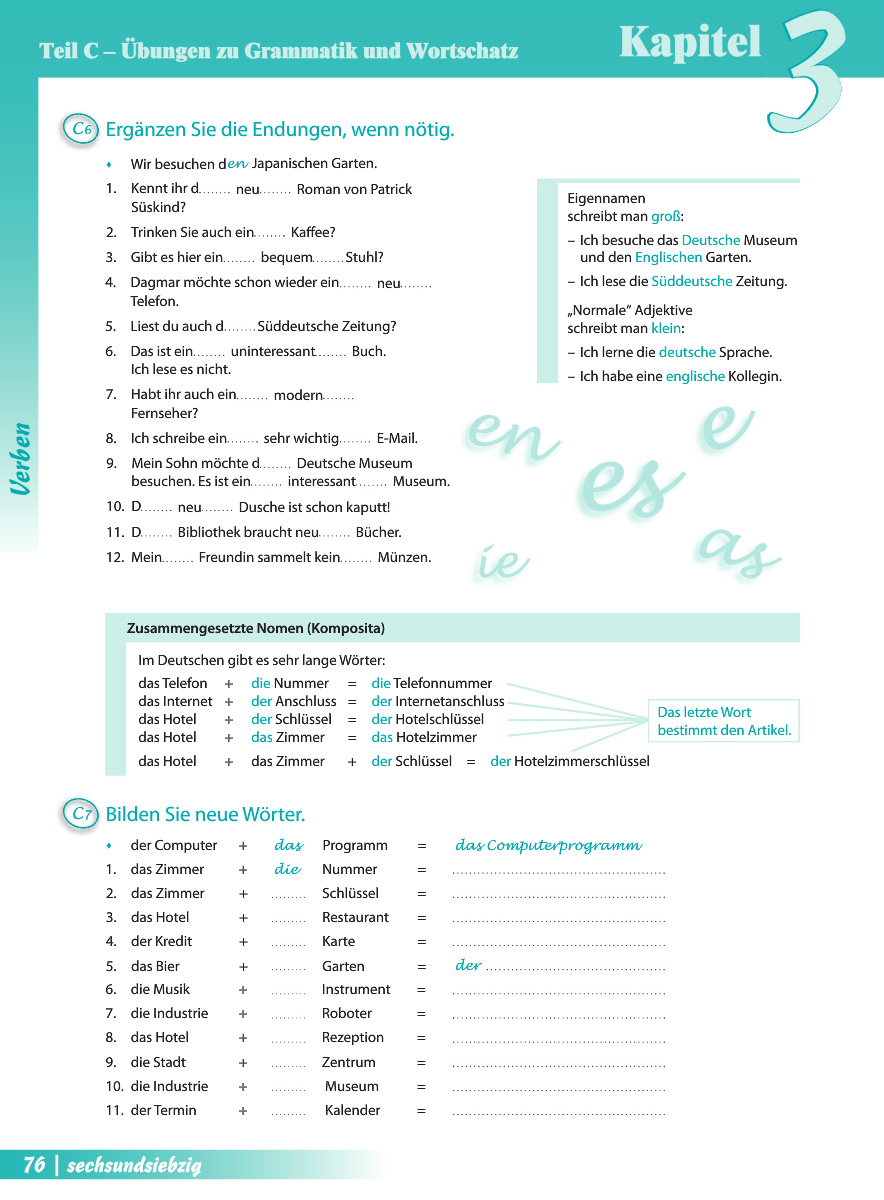 Teil C – Übungen zu Grammatik und Wortschatz
Kapitel 3
C6 Ergänzen Sie die Endungen, wenn nötig.
♦ Wir besuchen den Japanischen Garten.
1. Kennt ihr d........ neu........ Roman von Patrick
Süskind?
2. Trinken Sie auch ein........ Kaffee?
3. Gibt es hier ein........ bequem........ Stuhl?
4. Dagmar möchte schon wieder ein........ neu........
Telefon.
5. Liest du auch d........ Süddeutsche Zeitung?
6. Das ist ein........ uninteressant........ Buch.
Ich lese es nicht.
7. Habt ihr auch ein........ modern........
Fernseher?
8. Ich schreibe ein........ sehr wichtig........ E-Mail.
9. Mein Sohn möchte d........ Deutsche Museum
besuchen. Es ist ein........ interessant........ Museum.
10. D........ neu........ Dusche ist schon kaputt!
11. D........ Bibliothek braucht neu........ Bücher.
12. Mein........ Freundin sammelt kein........ Münzen.
Eigennamen
schreibt man groß:
– Ich besuche das Deutsche Museum
und den Englischen Garten.
– Ich lese die Süddeutsche Zeitung.
„Normale“ Adjektive
schreibt man klein:
– Ich lerne die deutsche Sprache.
– Ich habe eine englische Kollegin.
en
e
es
ie
as
Verben
Zusammengesetzte Nomen (Komposita)
Im Deutschen gibt es sehr lange Wörter:
das Telefon + die Nummer = die Telefonnummer
das Internet + der Anschluss = der Internetanschluss
das Hotel + der Schlüssel = der Hotelschlüssel
das Hotel + das Zimmer = das Hotelzimmer
das Hotel + das Zimmer + der Schlüssel = der Hotelzimmerschlüssel
Das letzte Wort
bestimmt den Artikel.
C7 Bilden Sie neue Wörter.
♦ der Computer + das Programm = das Computerprogramm
1. das Zimmer + die Nummer = ........................................
2. das Zimmer + ......... Schlüssel = ........................................
3. das Hotel + ......... Restaurant = ........................................
4. der Kredit + ......... Karte = ........................................
5. das Bier + ......... Garten = der ........................................
6. die Musik + ......... Instrument = ........................................
7. die Industrie + ......... Roboter = ........................................
8. das Hotel + ......... Rezeption = ........................................
9. die Stadt + ......... Zentrum = ........................................
10. die Industrie + ......... Museum = ........................................
11. der Termin + ......... Kalender = ........................................
76 | sechsundsiebzig